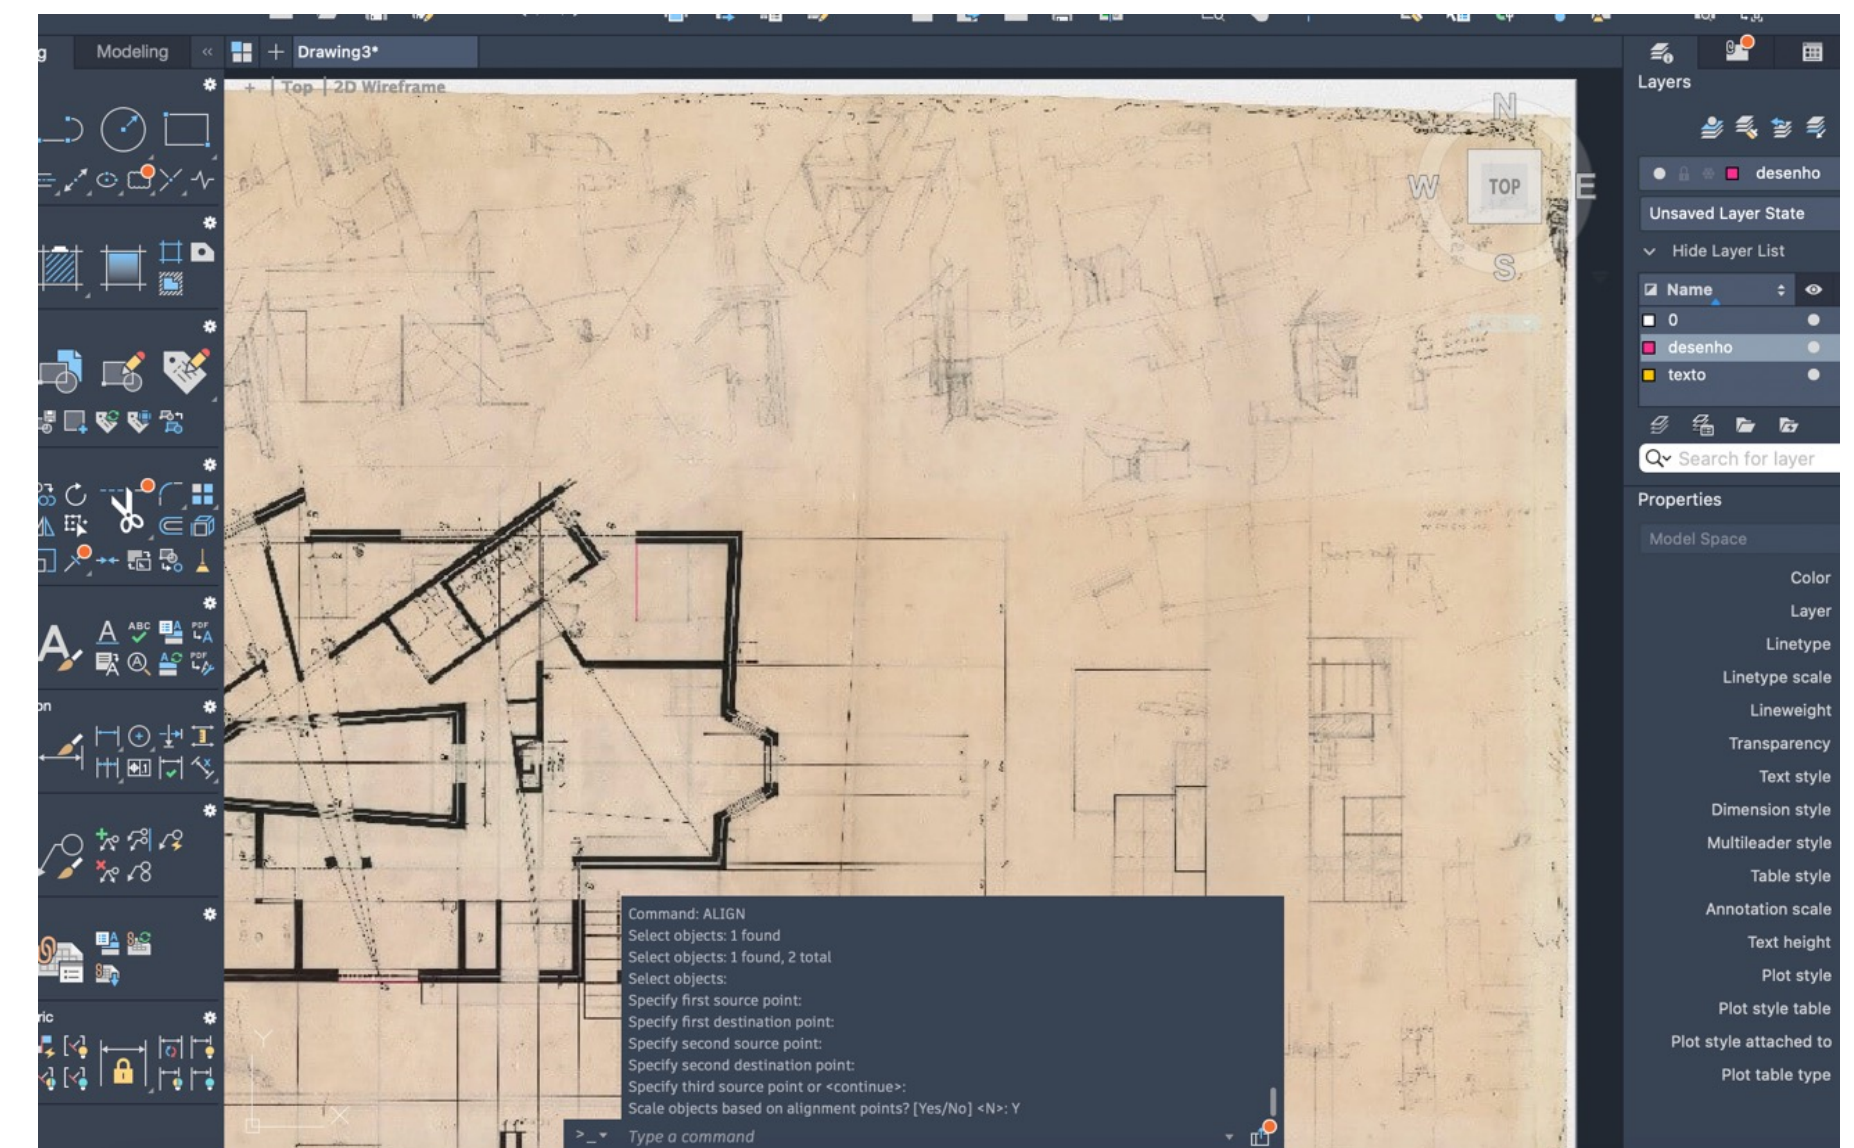 g
Modeling
«
Drawing3*
+ | Top | 2D Wireframe
N
W
TOP
E
S
A
A
ABC
A
PDF
A
on
ric
Y
X
Layers
desenho
Unsaved Layer State
Hide Layer List
Name
0
desenho
texto
Search for layer
Properties
Model Space
Color
Layer
Linetype
Linetype scale
Lineweight
Transparency
Text style
Dimension style
Multileader style
Table style
Annotation scale
Text height
Plot style
Plot style table
Plot style attached to
Plot table type
Command: ALIGN
Select objects: 1 found
Select objects: 1 found, 2 total
Select objects:
Specify first source point:
Specify first destination point:
Specify second source point:
Specify second destination point:
Specify third source point or <continue>:
Scale objects based on alignment points? [Yes/No] <N>: Y
>_
Type a command